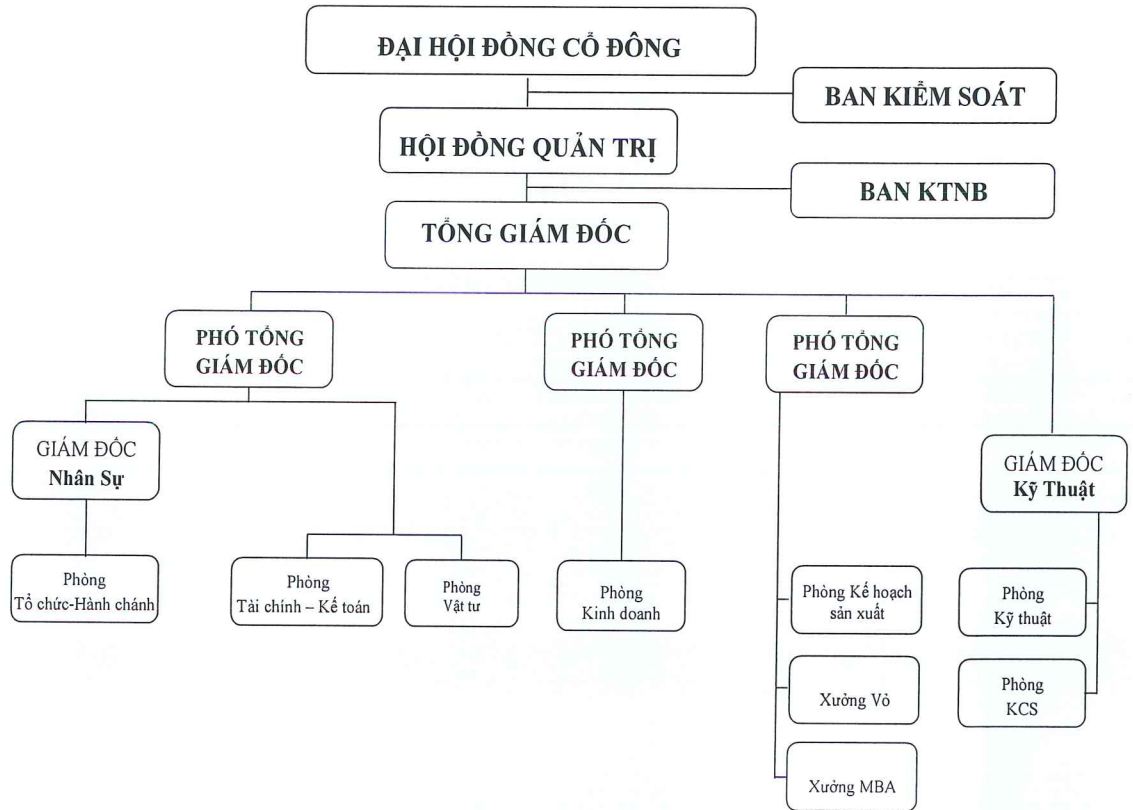 ĐẠI HỘI ĐỒNG CỔ ĐÔNG
BAN KIỂM SOÁT
HỘI ĐỒNG QUẢN TRỊ
BAN KTNB
TỔNG GIÁM ĐỐC
PHÓ TỔNG
GIÁM ĐỐC
PHÓ TỔNG
GIÁM ĐỐC
PHÓ TỔNG
GIÁM ĐỐC
GIÁM ĐỐC
Nhân Sự
GIÁM ĐỐC
Kỹ Thuật
Phòng
Tổ chức-Hành chánh
Phòng
Tài chính – Kế toán
Phòng
Vật tư
Phòng
Kinh doanh
Phòng Kế hoạch
sản xuất
Phòng
Kỹ thuật
Xưởng Vỏ
Phòng
KCS
Xưởng MBA